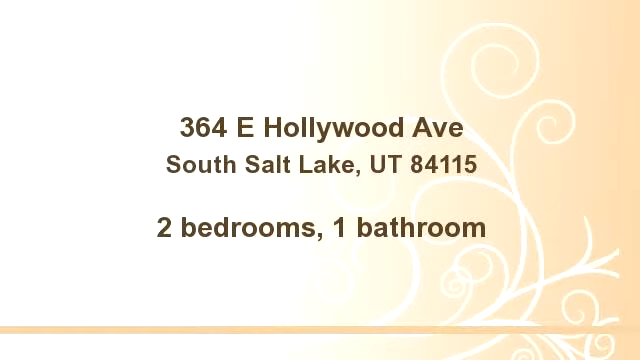 364 E Hollywood Ave
South Salt Lake, UT 84115
2 bedrooms, 1 bathroom